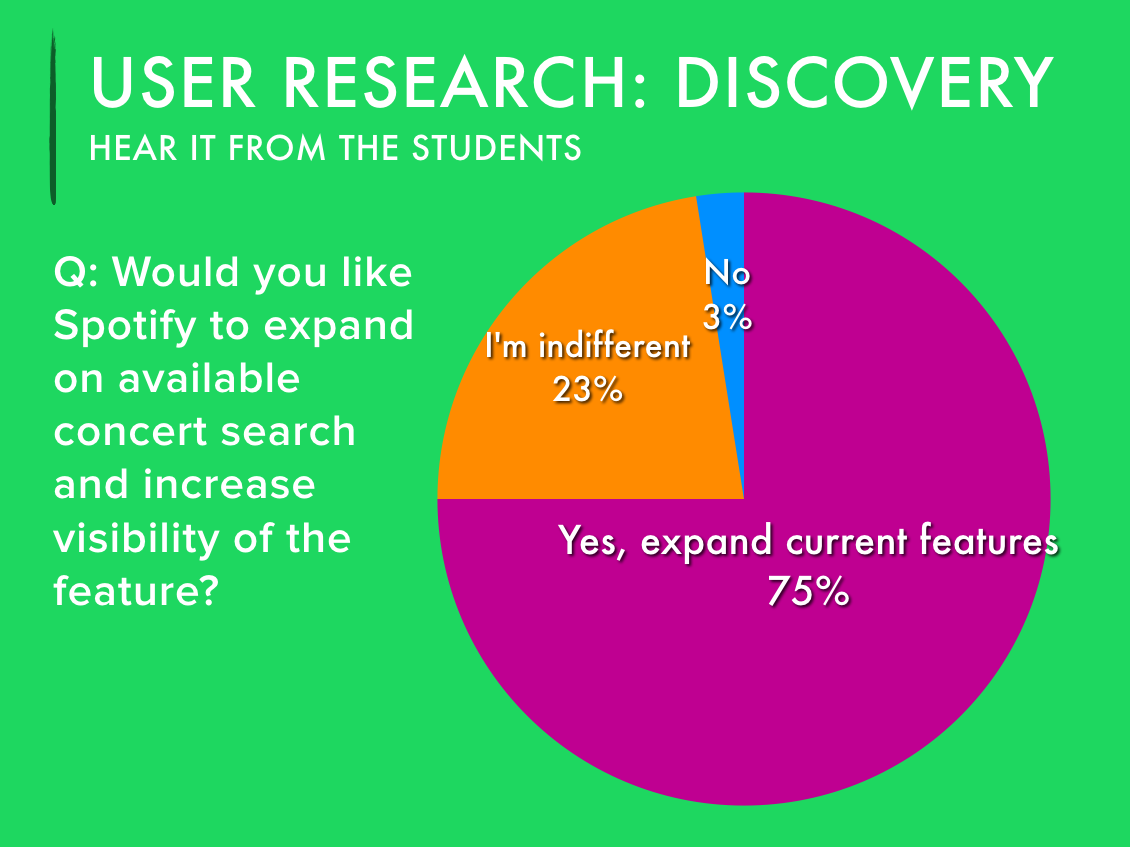 USER RESEARCH: DISCOVERY
HEAR IT FROM THE STUDENTS
Q: Would you like
Spotify to expand
on available
concert search
and increase
visibility of the
feature?
No
3%
I'm indifferent
23%
Yes, expand current features
75%